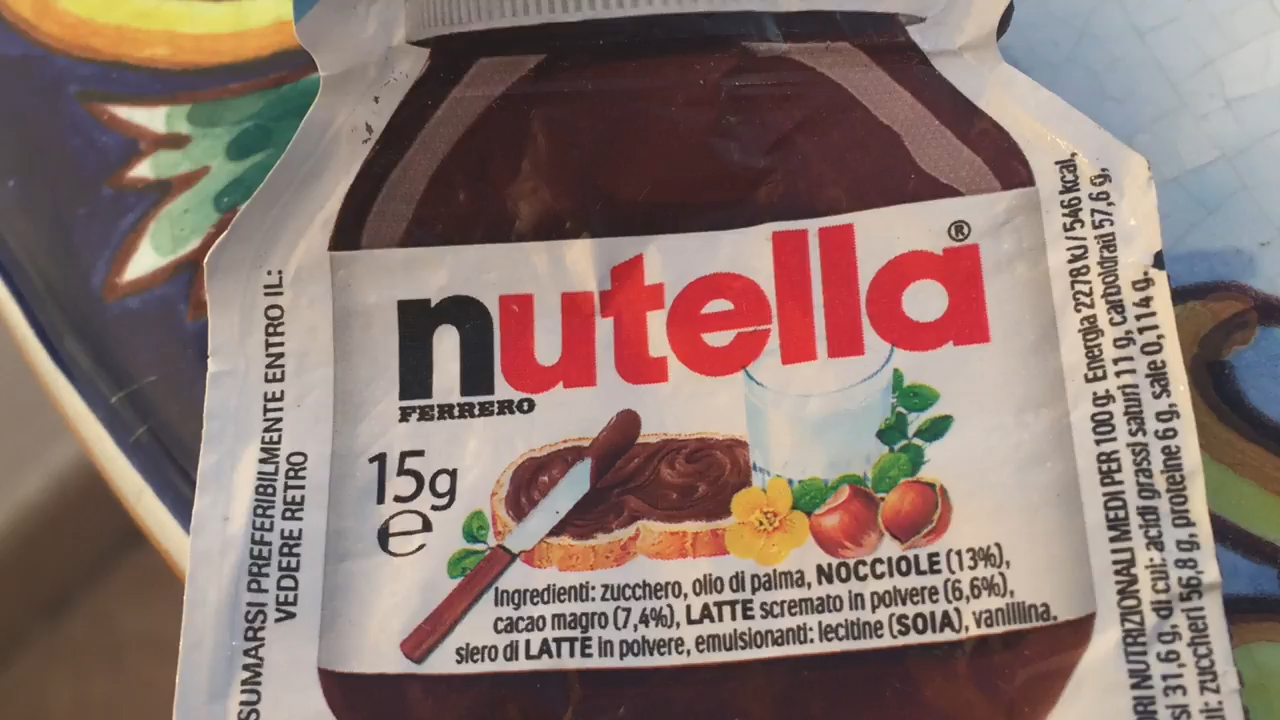 SUMARSI PREFERIBILMENTE ENTRO IL:
VEDERE RETRO
nutella®
FERRERO
15g
e
Ingredienti: zucchero, olio di palma, NOCCIOLE (13%),
cacao magro (7,4%), LATTE scremato in polvere (6,6%),
siero di LATTE in polvere, emulsionanti: lecitine (SOIA), vanillina.
ORI NUTRIZIONALI MEDI PER 100 g: Energia 2278 kJ / 546 kcal,
si 31,6 g, di cui: acidi grassi saturi 11 g, carboidrati 57,6 g,
i: zuccheri 56,8 g, proteine 6 g, sale 0,114 g.